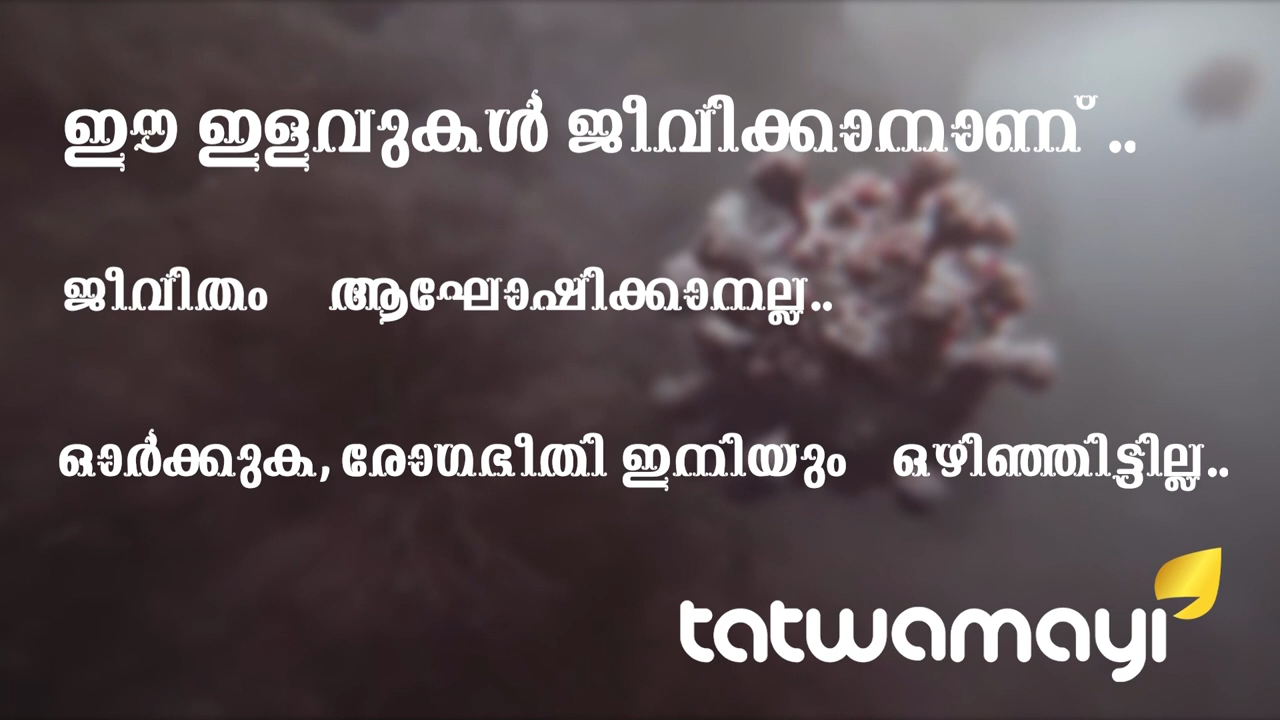 ഈ ഇളവുകൾ ജീവിക്കാനാണ് ..
ജീവിതം ആഘോഷിക്കാനല്ല..
ഓർക്കുക, രോഗഭീതി ഇനിയും ഒഴിഞ്ഞിട്ടില്ല..
tatwamayi